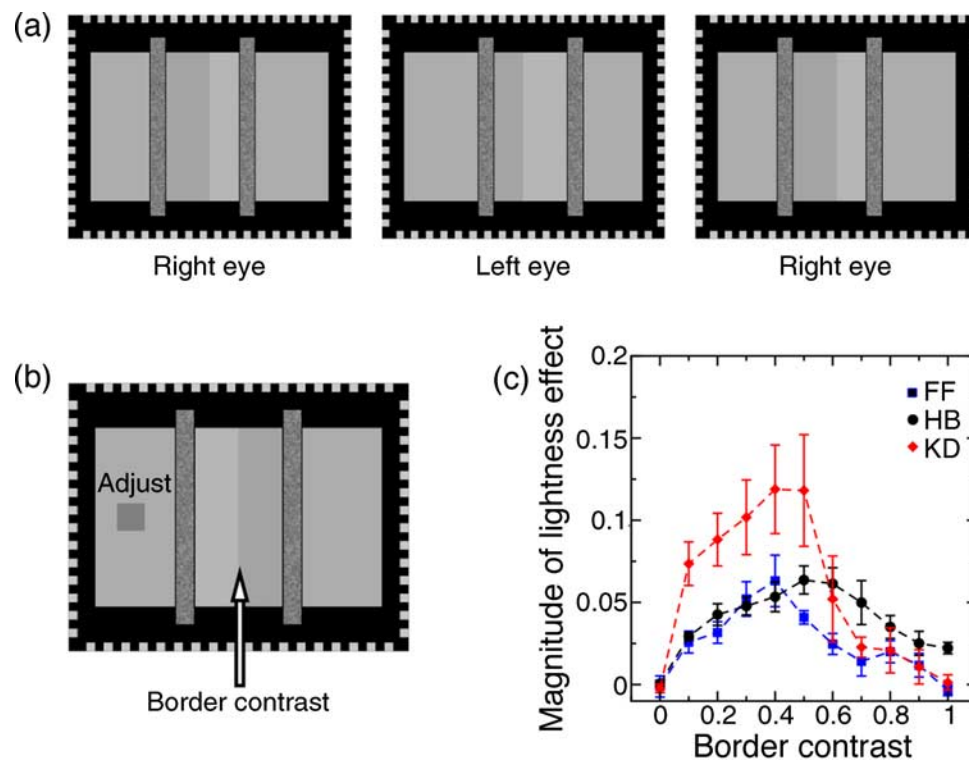 (a)
Right eye
Left eye
Right eye
(b)
Adjust
Border contrast
(c)
Magnitude of lightness effect
0.2
0.15
0.1
0.05
0
FF
HB
KD
0 0.2 0.4 0.6 0.8 1
Border contrast